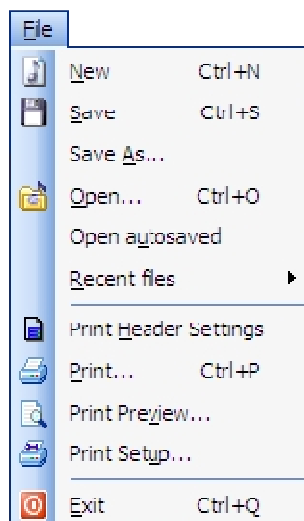 File
New Ctrl+N
Save Ctrl+S
Save As...
Open... Ctrl+O
Open autosaved
Recent files
Print Header Settings
Print... Ctrl+P
Print Preview...
Print Setup...
Exit Ctrl+Q